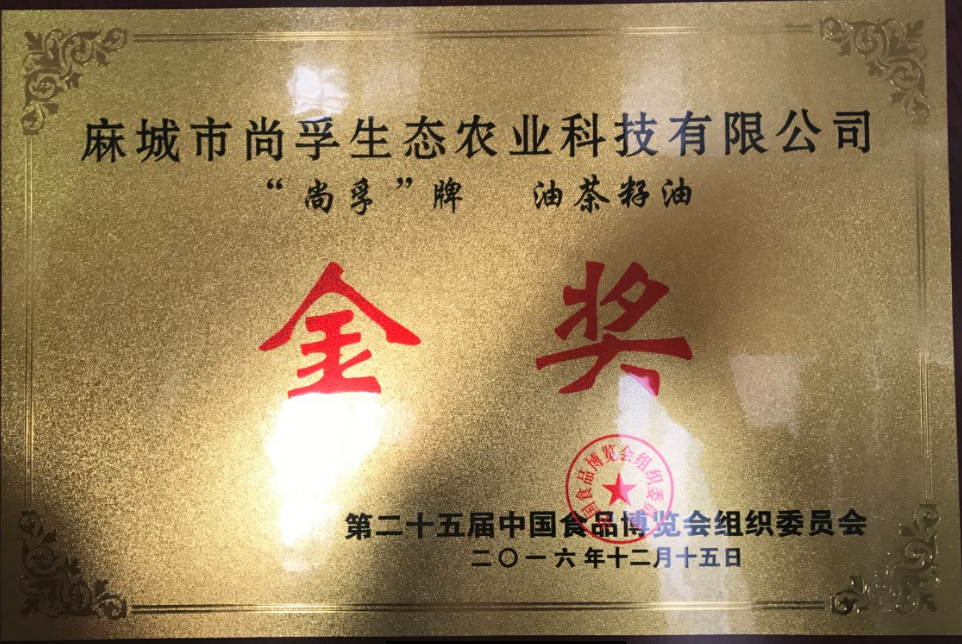 麻城市尚孚生态农业科技有限公司
“尚孚”牌 油茶籽油
金奖
第二十五届中国食品博览会组织委员会
二〇一六年十二月十五日
国食品博览会组织委员